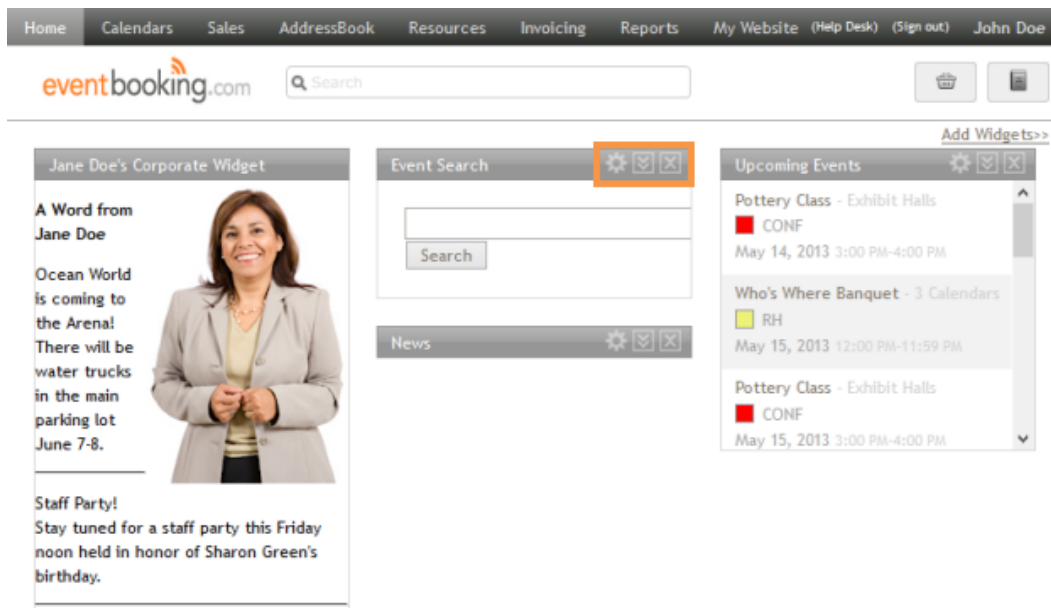 Home Calendars Sales AddressBook Resources Invoicing Reports My Website (Help Desk) (Sign out) John Doe
eventbooking.com
Search
Add Widgets>>
Jane Doe's Corporate Widget
A Word from
Jane Doe
Ocean World
is coming to
the Arena!
There will be
water trucks
in the main
parking lot
June 7-8.
Staff Party!
Stay tuned for a staff party this Friday
noon held in honor of Sharon Green's
birthday.
Event Search
Search
News
Upcoming Events
Pottery Class - Exhibit Halls
CONF
May 14, 2013 3:00 PM-4:00 PM
Who's Where Banquet - 3 Calendars
RH
May 15, 2013 12:00 PM-11:59 PM
Pottery Class - Exhibit Halls
CONF
May 15, 2013 3:00 PM-4:00 PM